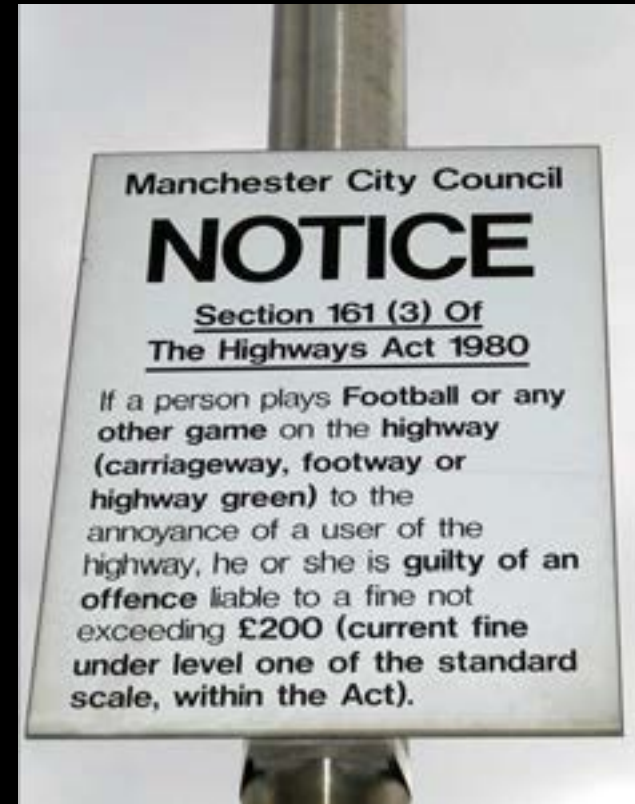 Manchester City Council
NOTICE
Section 161 (3) Of
The Highways Act 1980
If a person plays Football or any
other game on the highway
(carriageway, footway or
highway green) to the
annoyance of a user of the
highway, he or she is guilty of an
offence liable to a fine not
exceeding £200 (current fine
under level one of the standard
scale, within the Act).